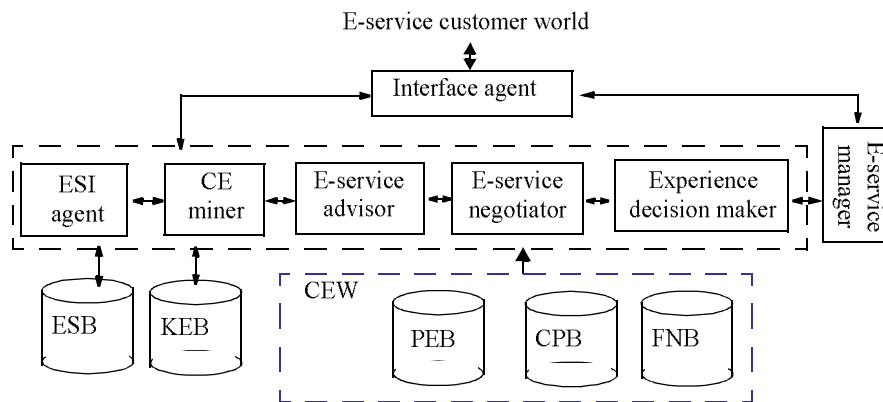 E-service customer world
Interface agent
ESI
agent
CE
miner
E-service
advisor
E-service
negotiator
Experience
decision maker
E-service
manager
ESB
KEB
CEW
PEB
CPB
FNB